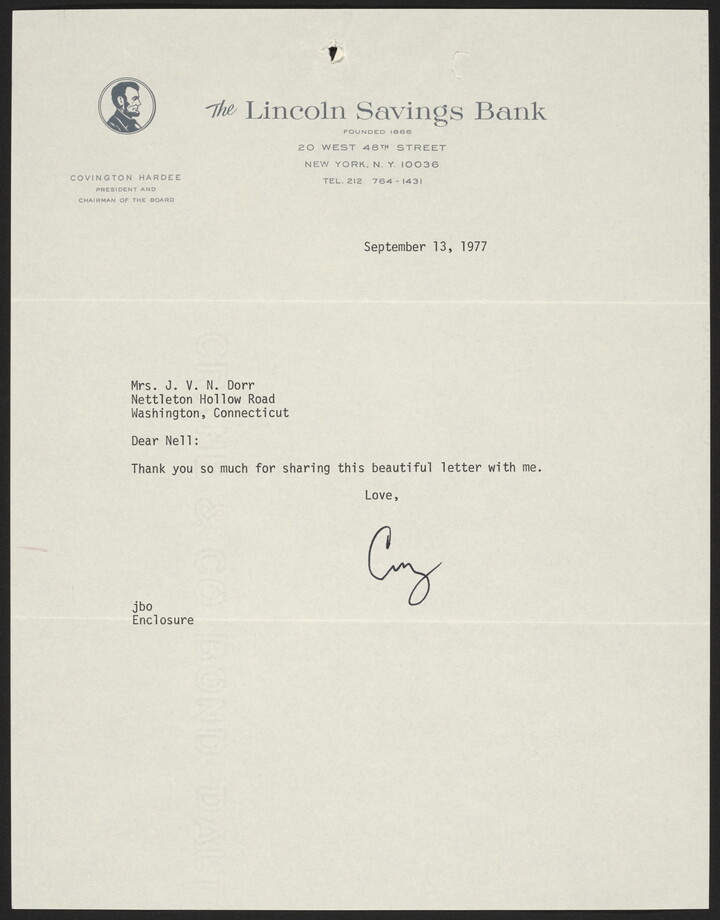 The Lincoln Savings Bank
FOUNDED 1866
20 WEST 48TH STREET
NEW YORK, N. Y. 10036
TEL. 212 764-1431
COVINGTON HARDEE
PRESIDENT AND
CHAIRMAN OF THE BOARD
September 13, 1977
Mrs. J. V. N. Dorr
Nettleton Hollow Road
Washington, Connecticut
Dear Nell:
Thank you so much for sharing this beautiful letter with me.
Love,
jbo
Enclosure